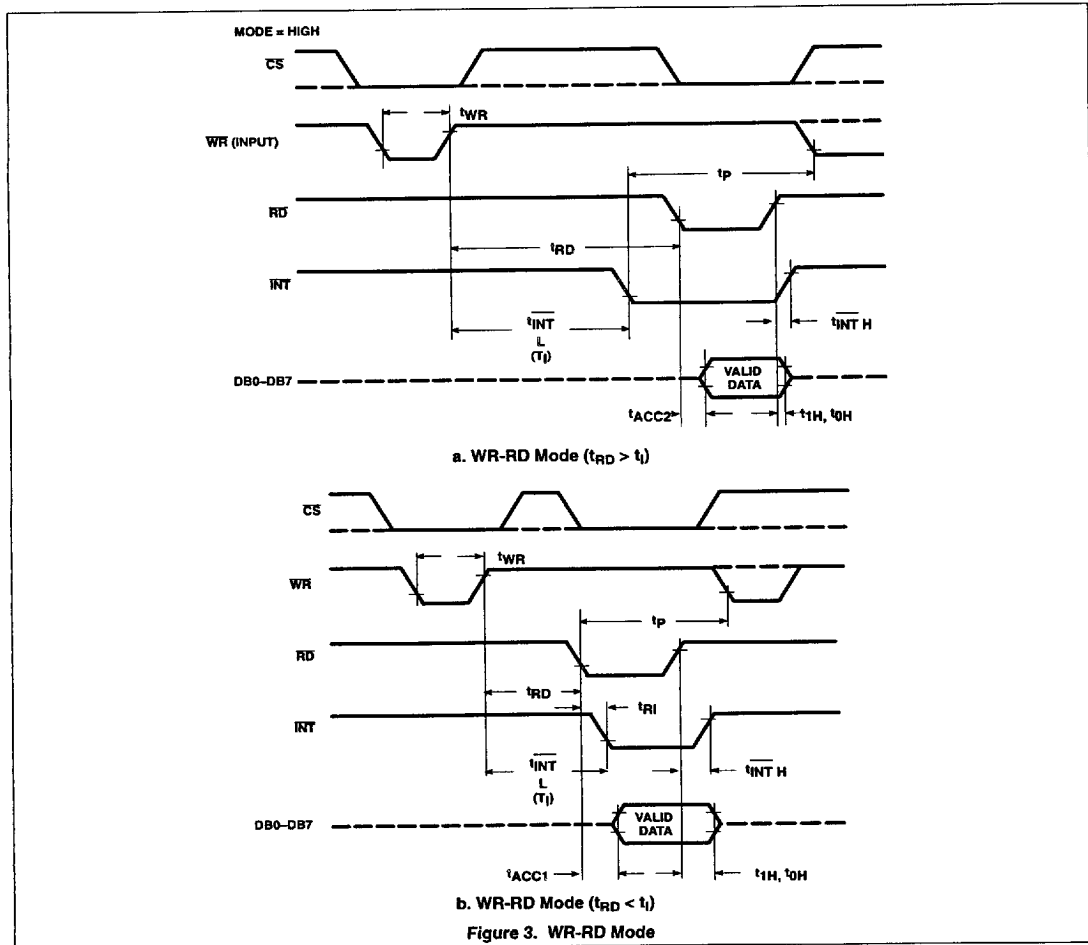 MODE = HIGH
CS
tWR
WR (INPUT)
tP
RD
tRD
INT
tINT H
tINT
L
(TI)
DB0–DB7
VALID
DATA
tACC2
t1H, t0H
a. WR-RD Mode (tRD > tI)
CS
tWR
WR
tP
RD
tRD
tRI
INT
tINT H
tINT
L
(TI)
DB0–DB7
VALID
DATA
tACC1
t1H, t0H
b. WR-RD Mode (tRD < tI)
Figure 3. WR-RD Mode